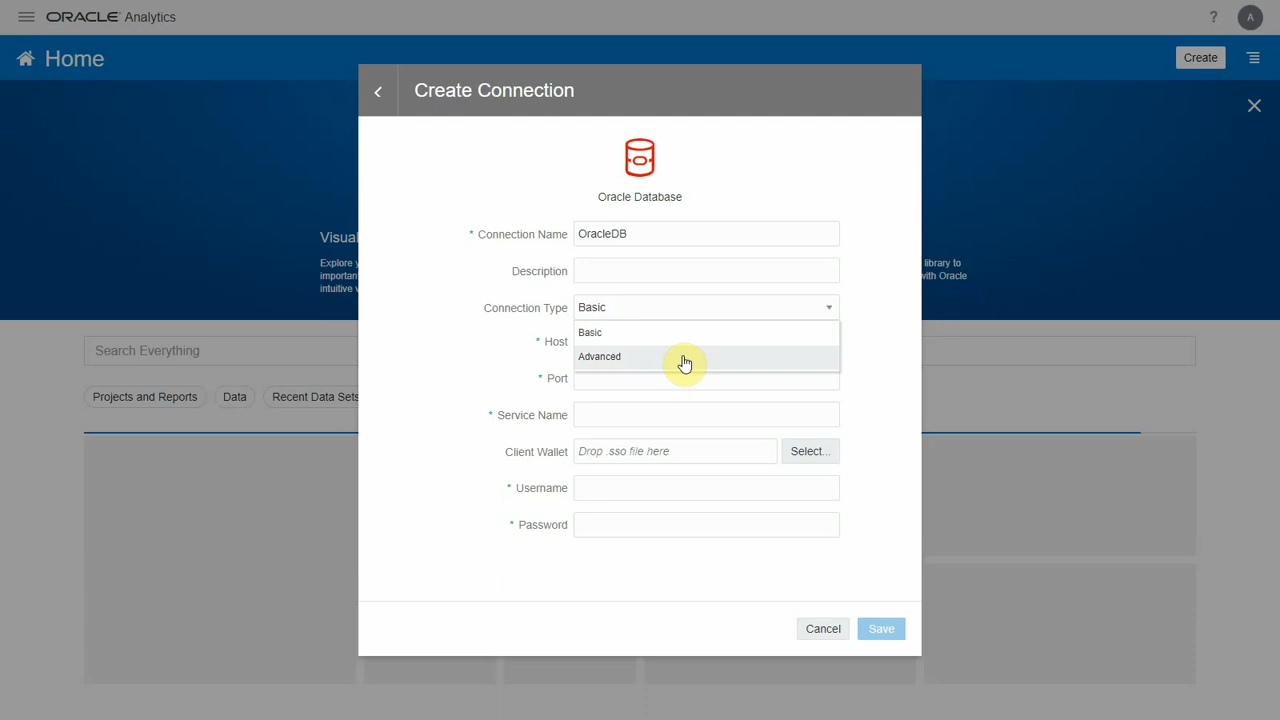 ORACLE Analytics
?
A
Home
Create
Create Connection
Oracle Database
Visual
Explore y
important
intuitive v
library to
with Oracle
* Connection Name OracleDB
Description
Connection Type Basic
Basic
Advanced
* Host
* Port
* Service Name
Client Wallet Drop .sso file here Select...
* Username
* Password
Search Everything
Projects and Reports Data Recent Data Sets
Cancel Save